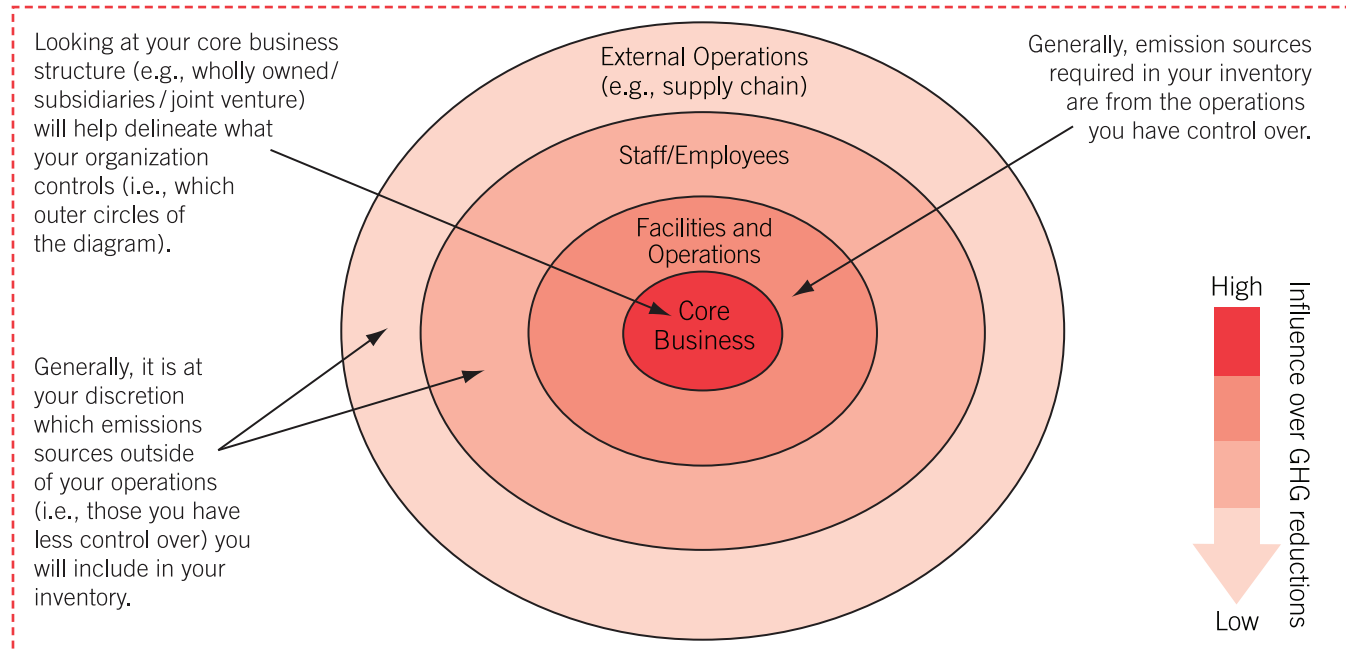 Looking at your core business
structure (e.g., wholly owned/
subsidiaries/joint venture)
will help delineate what
your organization
controls (i.e., which
outer circles of
the diagram).
External Operations
(e.g., supply chain)
Generally, emission sources
required in your inventory
are from the operations
you have control over.
Staff/Employees
Facilities and
Operations
Core
Business
Generally, it is at
your discretion
which emissions
sources outside
of your operations
(i.e., those you have
less control over) you
will include in your
inventory.
High
Influence over GHG reductions
Low